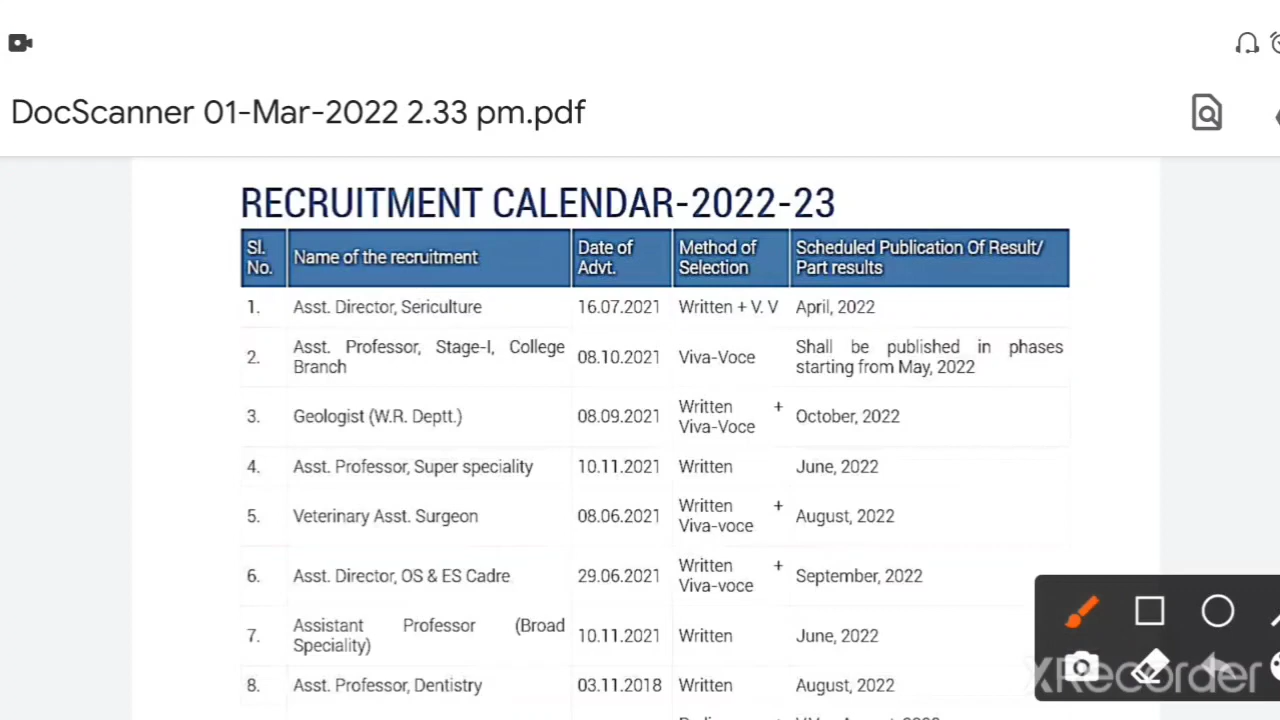 DocScanner 01-Mar-2022 2.33 pm.pdf
RECRUITMENT CALENDAR-2022-23
Sl. No. Name of the recruitment Date of Advt. Method of Selection Scheduled Publication Of Result/ Part results
1. Asst. Director, Sericulture 16.07.2021 Written + V. V April, 2022
2. Asst. Professor, Stage-I, College Branch 08.10.2021 Viva-Voce Shall be published in phases starting from May, 2022
3. Geologist (W.R. Deptt.) 08.09.2021 Written + Viva-Voce October, 2022
4. Asst. Professor, Super speciality 10.11.2021 Written June, 2022
5. Veterinary Asst. Surgeon 08.06.2021 Written + Viva-voce August, 2022
6. Asst. Director, OS & ES Cadre 29.06.2021 Written + Viva-voce September, 2022
7. Assistant Professor (Broad Speciality) 10.11.2021 Written June, 2022
8. Asst. Professor, Dentistry 03.11.2018 Written August, 2022
XRecorder